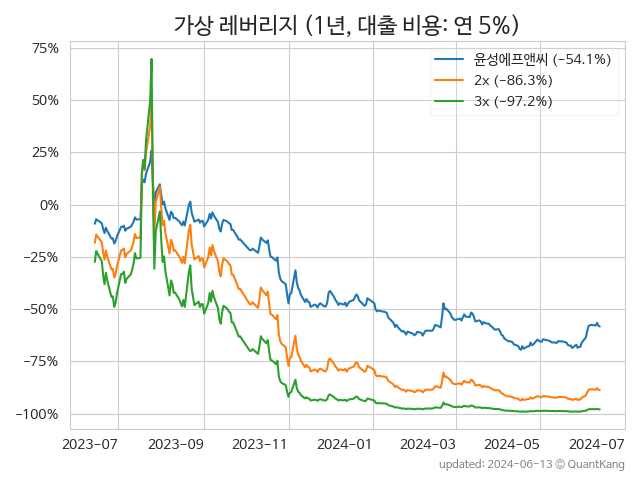 가상 레버리지 (1년, 대출 비용: 연 5%)
75%
50%
25%
0%
−25%
−50%
−75%
−100%
윤성에프앤씨 (−54.1%)
2x (−86.3%)
3x (−97.2%)
2023-07 2023-09 2023-11 2024-01 2024-03 2024-05 2024-07
updated: 2024-06-13 © QuantKang